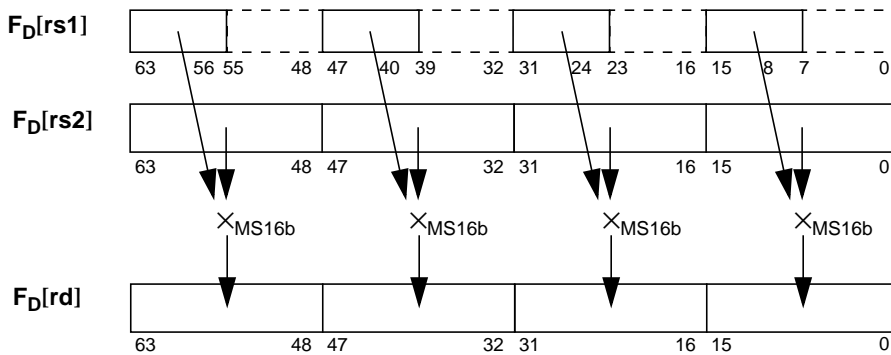 F_D[rs1]
63 56 55 48 47 40 39 32 31 24 23 16 15 8 7 0
F_D[rs2]
63 48 47 32 31 16 15 0
×MS16b ×MS16b ×MS16b ×MS16b
F_D[rd]
63 48 47 32 31 16 15 0